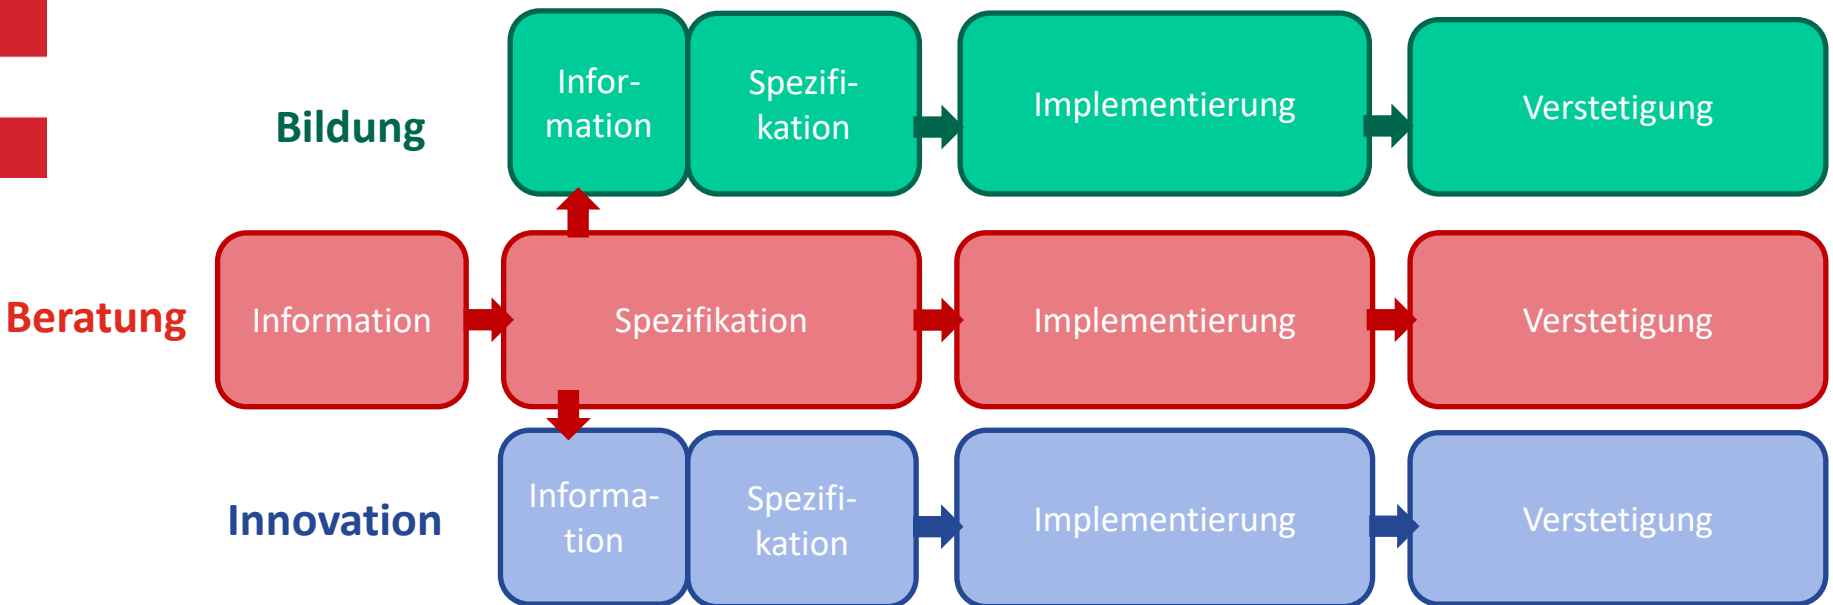 Bildung
Infor-
mation
Spezifi-
kation
Implementierung
Verstetigung
Beratung
Information
Spezifikation
Implementierung
Verstetigung
Innovation
Informa-
tion
Spezifi-
kation
Implementierung
Verstetigung